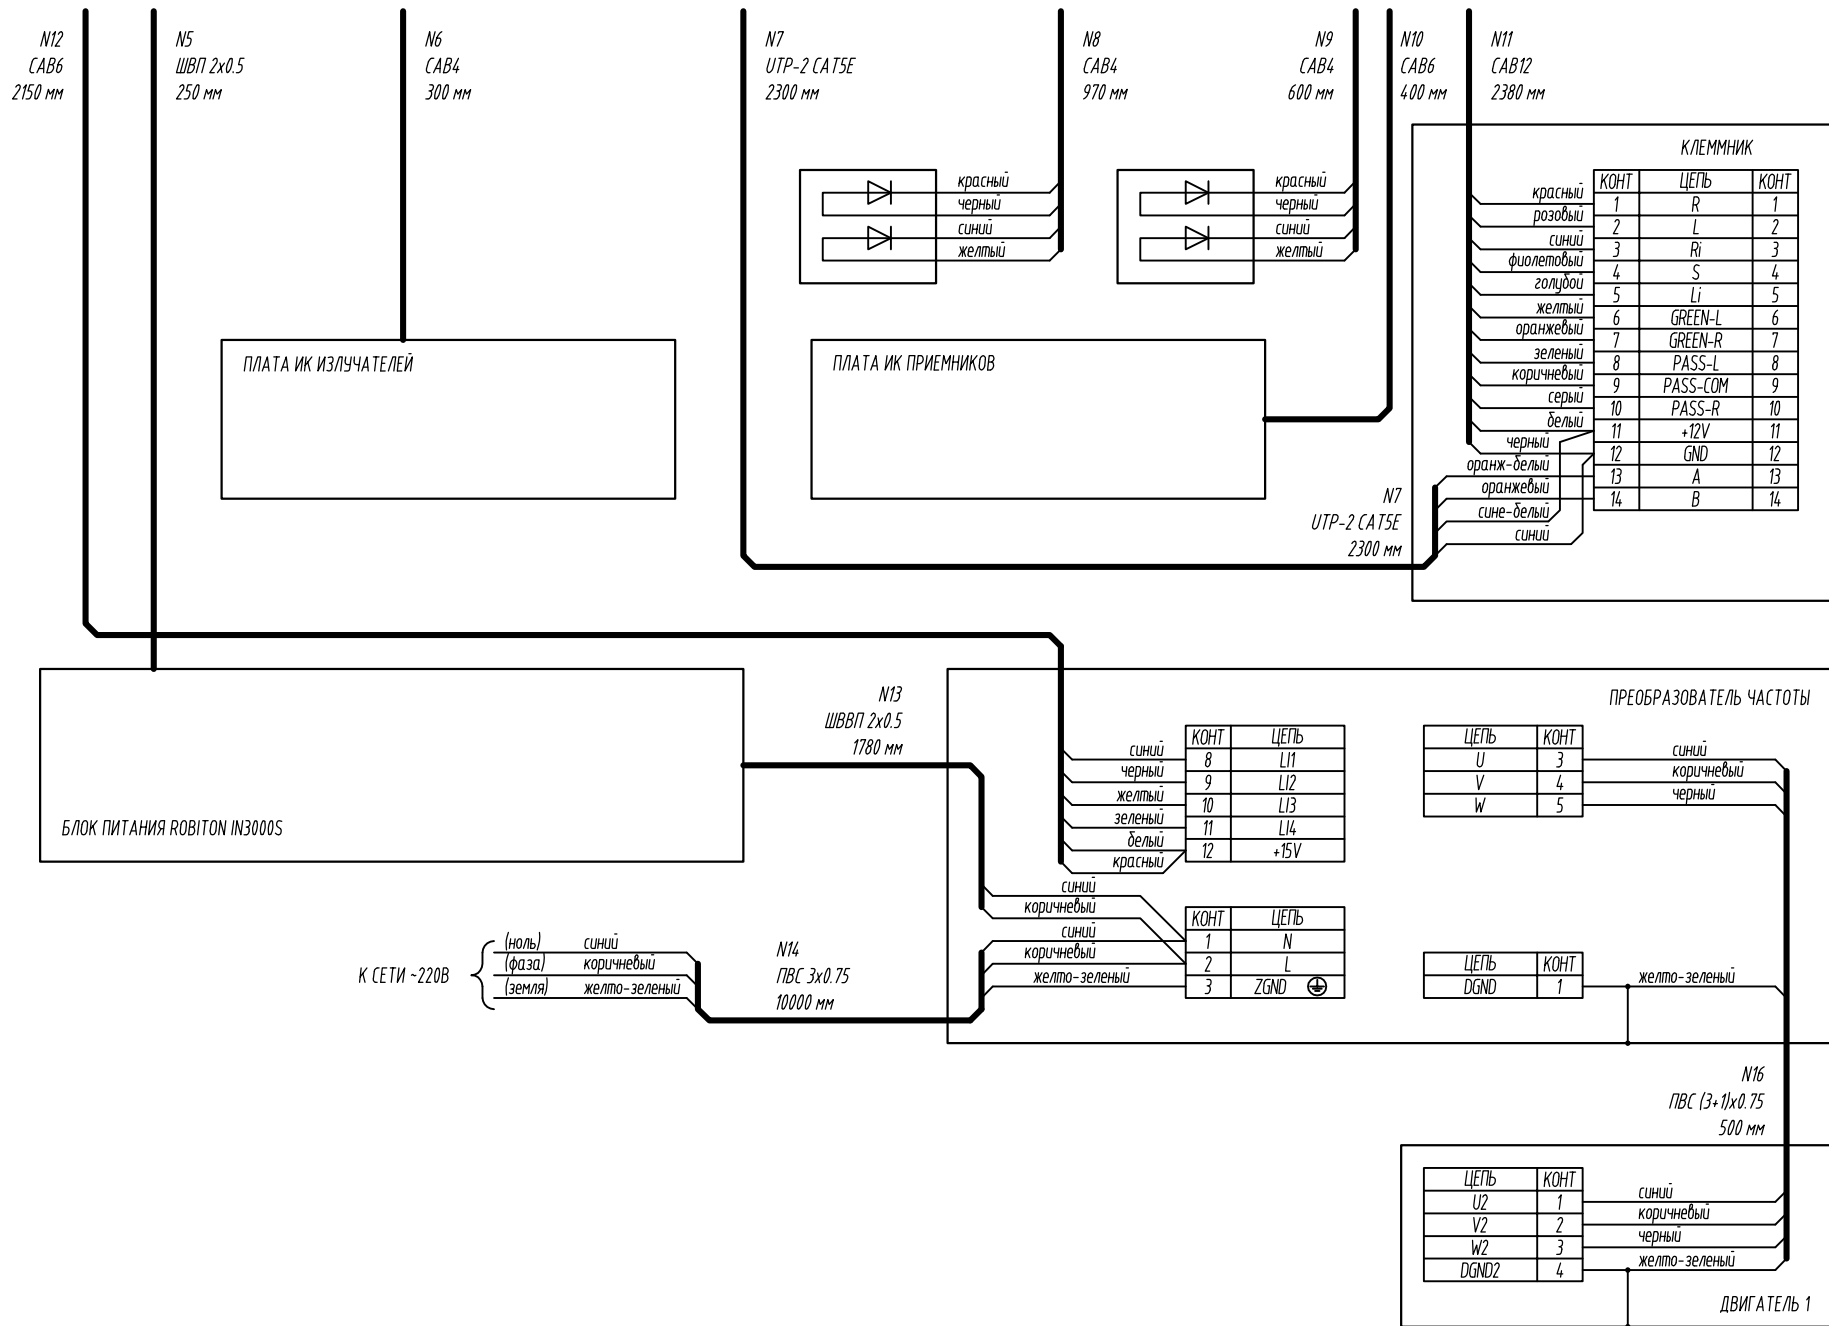 N12
CAB6
2150 мм
N5
ШВП 2х0.5
250 мм
N6
CAB4
300 мм
N7
UTP-2 CAT5E
2300 мм
N8
CAB4
970 мм
N9
CAB4
600 мм
N10
CAB6
400 мм
N11
CAB12
2380 мм
красный
черный
синий
желтый
красный
черный
синий
желтый
КЛЕММНИК
КОНТ ЦЕПЬ КОНТ
1 R 1
2 L 2
3 Ri 3
4 S 4
5 Li 5
6 GREEN-L 6
7 GREEN-R 7
8 PASS-L 8
9 PASS-COM 9
10 PASS-R 10
11 +12V 11
12 GND 12
13 A 13
14 B 14
красный
розовый
синий
фиолетовый
голубой
желтый
оранжевый
зеленый
коричневый
серый
белый
черный
оранж-белый
оранжевый
сине-белый
синий
ПЛАТА ИК ИЗЛУЧАТЕЛЕЙ
ПЛАТА ИК ПРИЕМНИКОВ
N7
UTP-2 CAT5E
2300 мм
БЛОК ПИТАНИЯ ROBITON IN3000S
N13
ШВВП 2х0.5
1780 мм
ПРЕОБРАЗОВАТЕЛЬ ЧАСТОТЫ
синий
черный
желтый
зеленый
белый
красный
КОНТ ЦЕПЬ
8 LI1
9 LI2
10 LI3
11 LI4
12 +15V
ЦЕПЬ КОНТ
U 3
V 4
W 5
синий
коричневый
черный
синий
коричневый
синий
коричневый
желто-зеленый
КОНТ ЦЕПЬ
1 N
2 L
3 ZGND
ЦЕПЬ КОНТ
DGND 1
желто-зеленый
К СЕТИ ~220В
(ноль) синий
(фаза) коричневый
(земля) желто-зеленый
N14
ПВС 3х0.75
10000 мм
N16
ПВС (3+1)х0.75
500 мм
ЦЕПЬ КОНТ
U2 1
V2 2
W2 3
DGND2 4
синий
коричневый
черный
желто-зеленый
ДВИГАТЕЛЬ 1